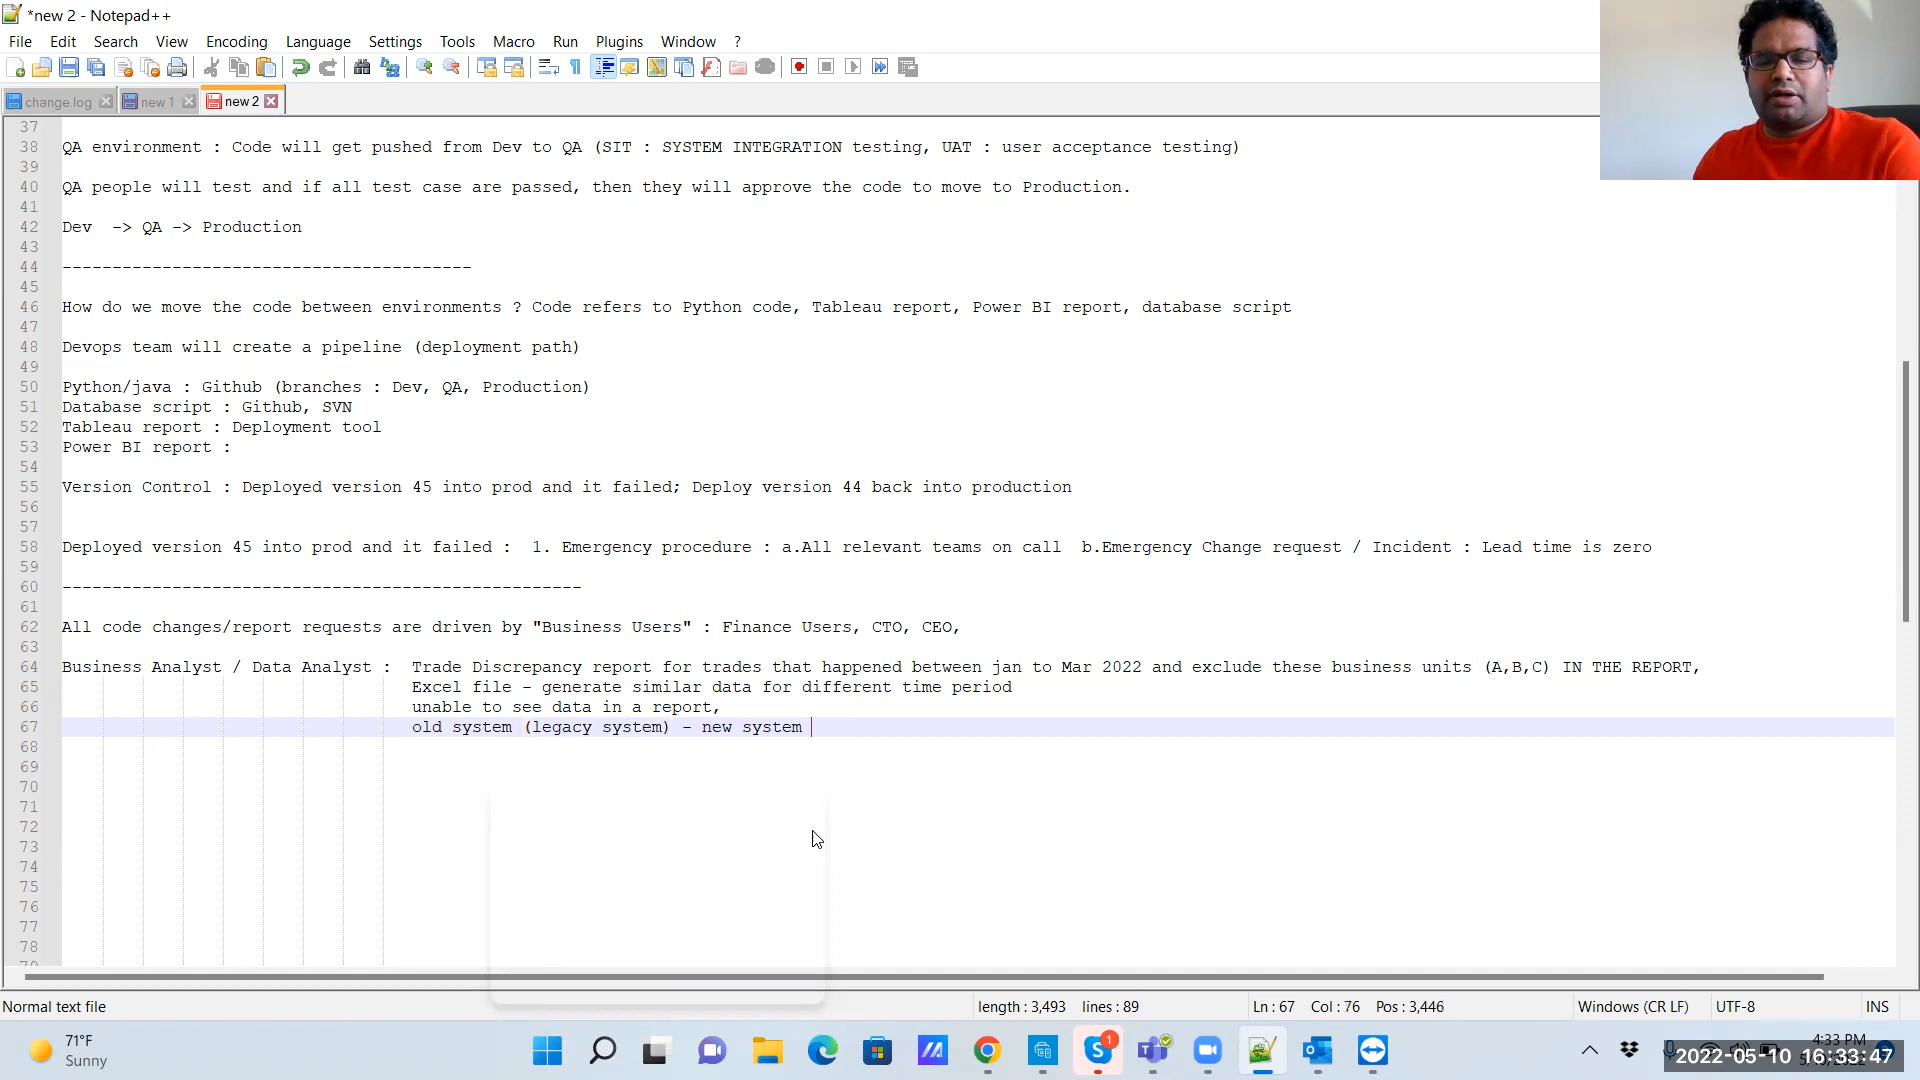 *new 2 - Notepad++
File Edit Search View Encoding Language Settings Tools Macro Run Plugins Window ?
change.log new 1 new 2
37
38 QA environment : Code will get pushed from Dev to QA (SIT : SYSTEM INTEGRATION testing, UAT : user acceptance testing)
39
40 QA people will test and if all test case are passed, then they will approve the code to move to Production.
41
42 Dev  -> QA -> Production
43
44 -----------------------------------------
45
46 How do we move the code between environments ? Code refers to Python code, Tableau report, Power BI report, database script
47
48 Devops team will create a pipeline (deployment path)
49
50 Python/java : Github (branches : Dev, QA, Production)
51 Database script : Github, SVN
52 Tableau report : Deployment tool
53 Power BI report :
54
55 Version Control : Deployed version 45 into prod and it failed; Deploy version 44 back into production
56
57
58 Deployed version 45 into prod and it failed :  1. Emergency procedure : a.All relevant teams on call  b.Emergency Change request / Incident : Lead time is zero
59
60 ----------------------------------------------------
61
62 All code changes/report requests are driven by "Business Users" : Finance Users, CTO, CEO,
63
64 Business Analyst / Data Analyst :  Trade Discrepancy report for trades that happened between jan to Mar 2022 and exclude these business units (A,B,C) IN THE REPORT,
65 Excel file - generate similar data for different time period
66 unable to see data in a report,
67 old system (legacy system) - new system
68
69
70
71
72
73
74
75
76
77
78
Normal text file length : 3,493 lines : 89 Ln : 67 Col : 76 Pos : 3,446 Windows (CR LF) UTF-8 INS
71°F
Sunny
1
4:33 PM
2022-05-10 16:33:47